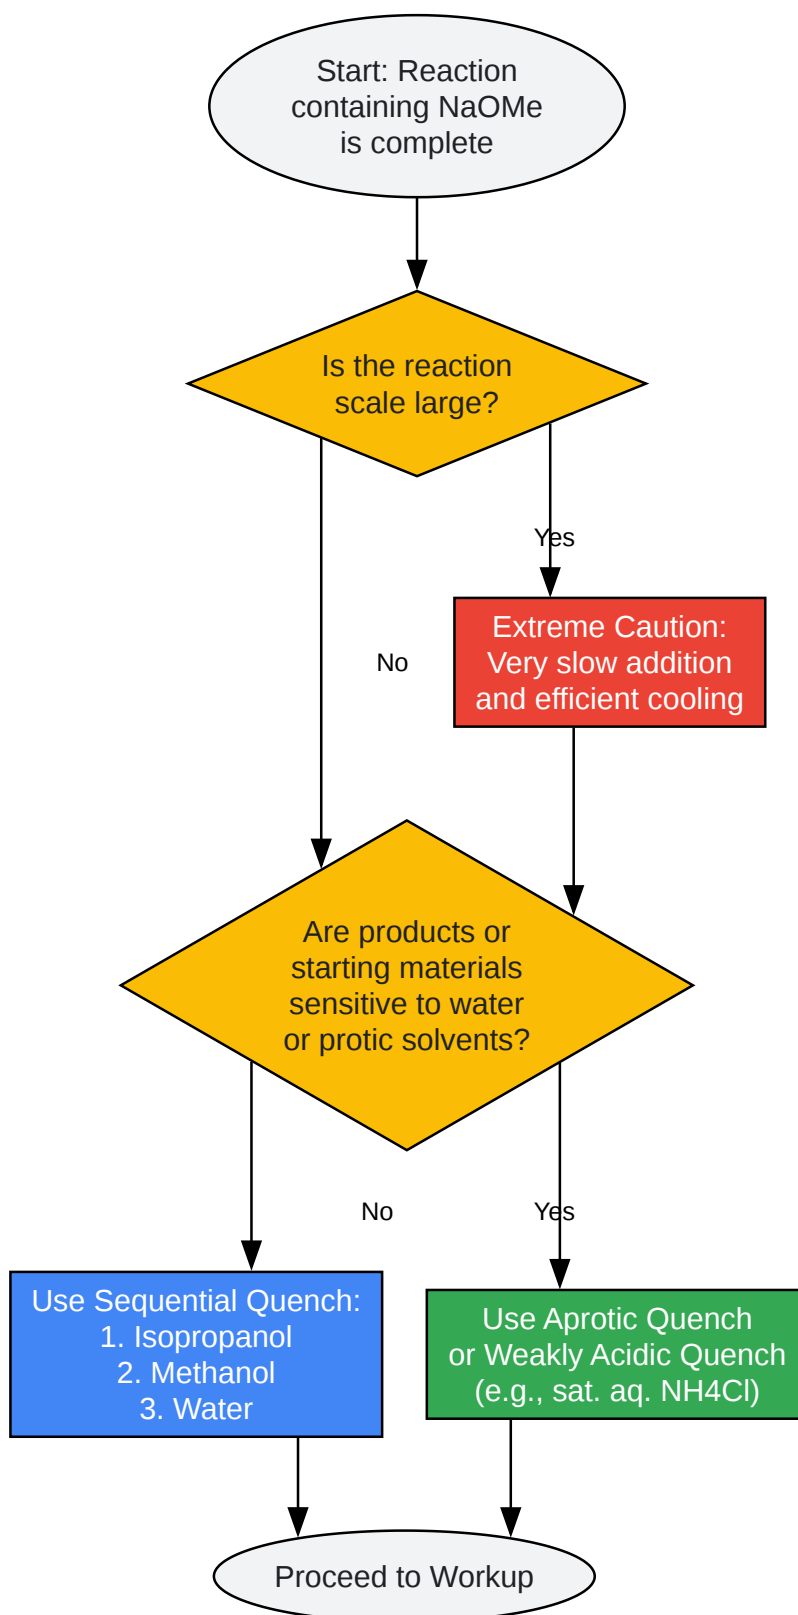 Start: Reaction
containing NaOMe
is complete
Is the reaction
scale large?
Yes
Extreme Caution:
Very slow addition
and efficient cooling
No
Are products or
starting materials
sensitive to water
or protic solvents?
No
Yes
Use Sequential Quench:
1. Isopropanol
2. Methanol
3. Water
Use Aprotic Quench
or Weakly Acidic Quench
(e.g., sat. aq. NH4Cl)
Proceed to Workup